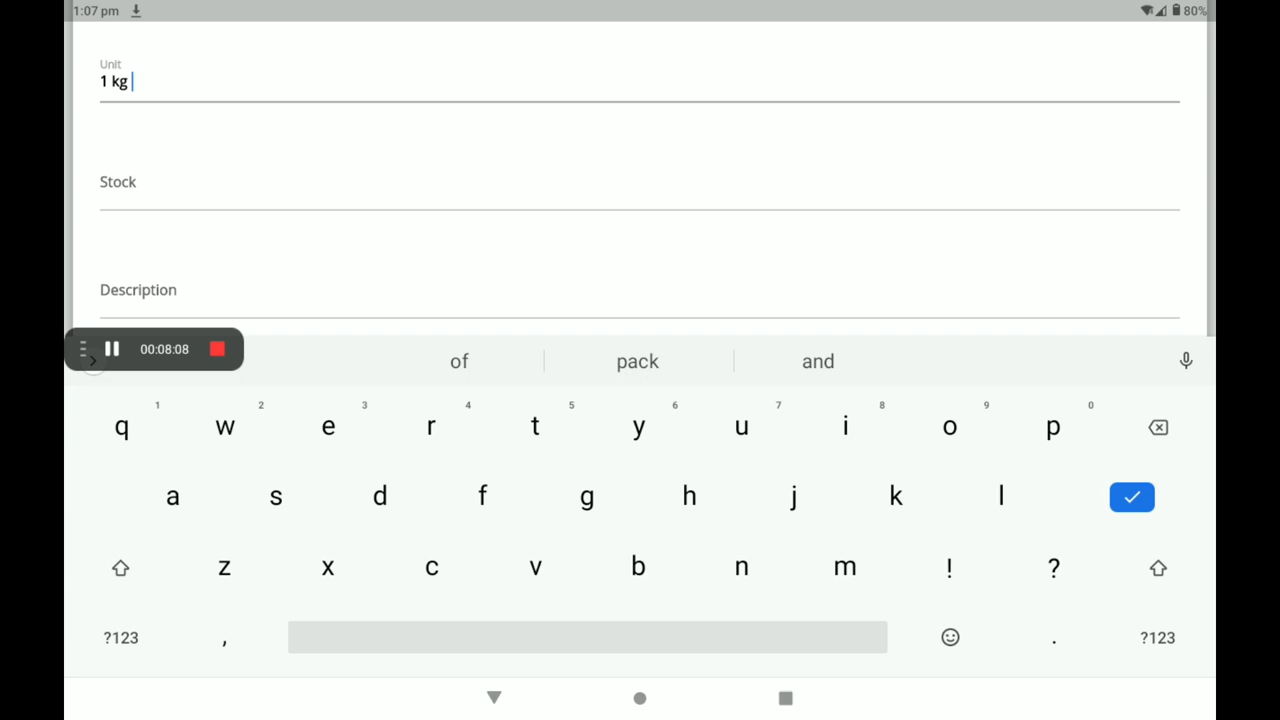 1:07 pm 80%
Unit
1 kg
Stock
Description
00:08:08
of pack and
1 2 3 4 5 6 7 8 9 0
q w e r t y u i o p
a s d f g h j k l
z x c v b n m ! ?
?123 , . ?123